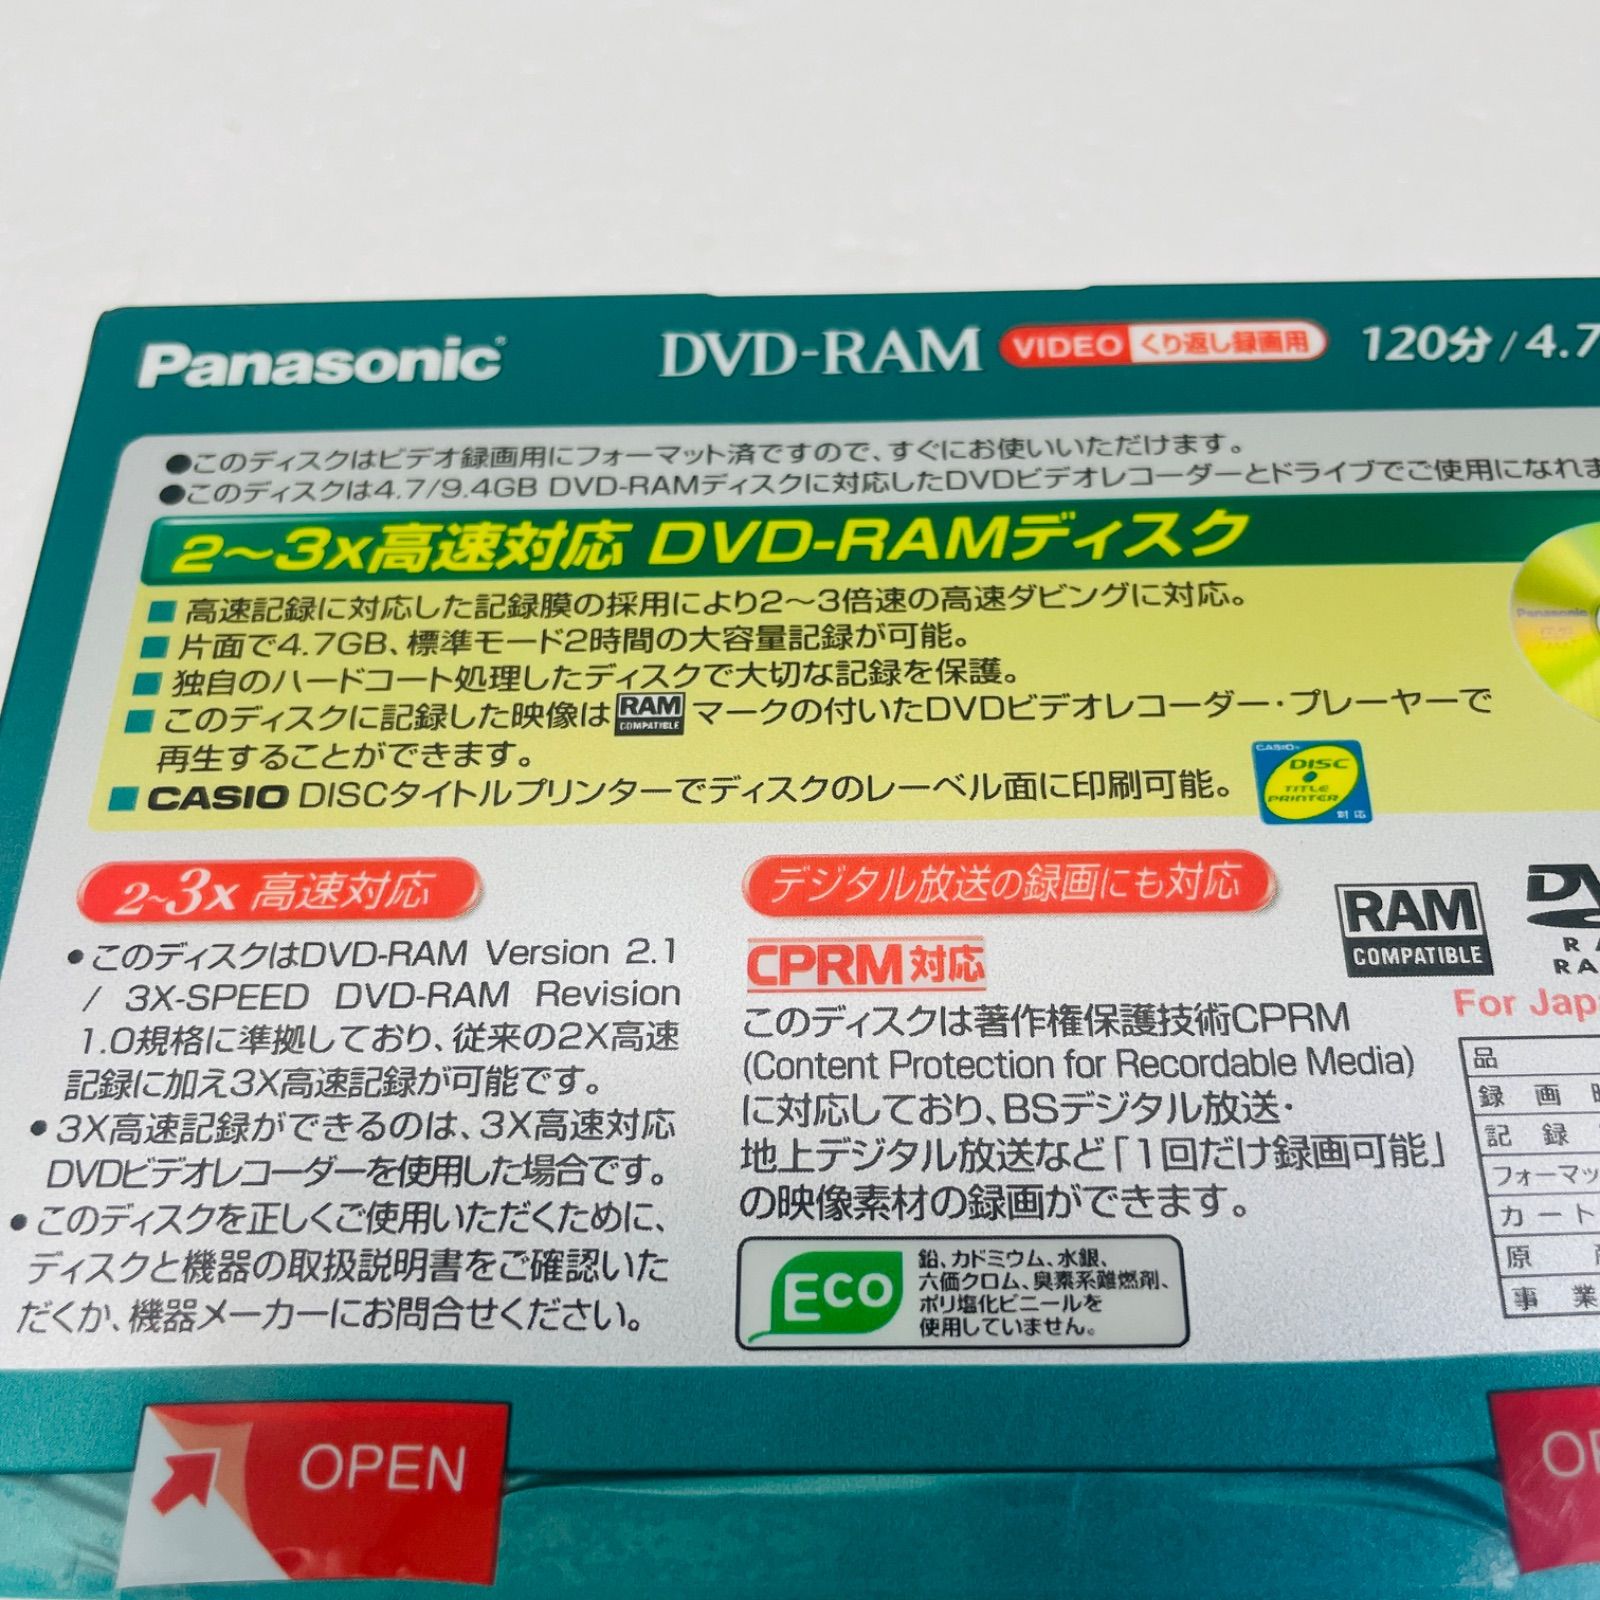 Panasonic
DVD-RAM VIDEO くり返し録画用 120分/4.7
●このディスクはビデオ録画用にフォーマット済ですので、すぐにお使いいただけます。
●このディスクは4.7/9.4GB DVD-RAMディスクに対応したDVDビデオレコーダーとドライブでご使用になれま
2～3x高速対応 DVD-RAMディスク
■ 高速記録に対応した記録膜の採用により2～3倍速の高速ダビングに対応。
■ 片面で4.7GB、標準モード2時間の大容量記録が可能。
■ 独自のハードコート処理したディスクで大切な記録を保護。
■ このディスクに記録した映像は RAM COMPATIBLE マークの付いたDVDビデオレコーダー・プレーヤーで
再生することができます。
■ CASIO DISCタイトルプリンターでディスクのレーベル面に印刷可能。
CASIO
DISC
TITLE
PRINTER
対応
Panasonic
2~3x 高速対応
•このディスクはDVD-RAM Version 2.1
/ 3X-SPEED DVD-RAM Revision
1.0規格に準拠しており、従来の2X高速
記録に加え3X高速記録が可能です。
•3X高速記録ができるのは、3X高速対応
DVDビデオレコーダーを使用した場合です。
•このディスクを正しくご使用いただくために、
ディスクと機器の取扱説明書をご確認いた
だくか、機器メーカーにお問合せください。
デジタル放送の録画にも対応
CPRM対応
このディスクは著作権保護技術CPRM
(Content Protection for Recordable Media)
に対応しており、BSデジタル放送・
地上デジタル放送など「1回だけ録画可能」
の映像素材の録画ができます。
Eco
鉛、カドミウム、水銀、
六価クロム、臭素系難燃剤、
ポリ塩化ビニールを
使用していません。
RAM
COMPATIBLE
For Jap
品
録 画
記 録
フォーマッ
カート
原
事 業
OPEN